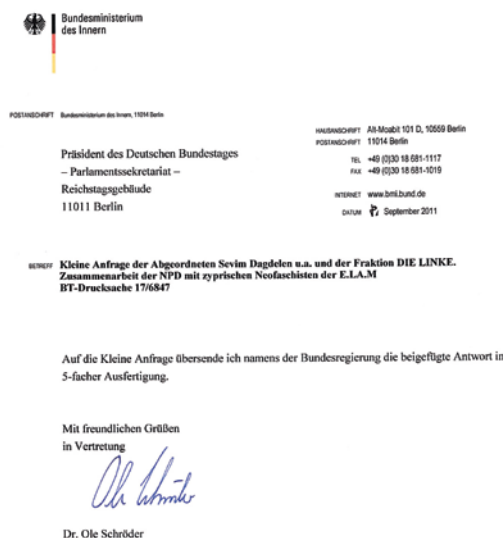 Bundesministerium
des Innern
POSTANSCHRIFT Bundesministerium des Innern, 11014 Berlin
HAUSANSCHRIFT Alt-Moabit 101 D, 10559 Berlin
POSTANSCHRIFT 11014 Berlin
TEL +49 (0)30 18 681-1117
FAX +49 (0)30 18 681-1019
INTERNET www.bmi.bund.de
DATUM September 2011
Präsident des Deutschen Bundestages
– Parlamentssekretariat –
Reichstagsgebäude
11011 Berlin
BETREFF Kleine Anfrage der Abgeordneten Sevim Dagdelen u.a. und der Fraktion DIE LINKE.
Zusammenarbeit der NPD mit zyprischen Neofaschisten der E.L.A.M
BT-Drucksache 17/6847
Auf die Kleine Anfrage übersende ich namens der Bundesregierung die beigefügte Antwort in
5-facher Ausfertigung.
Mit freundlichen Grüßen
in Vertretung
Ole Schröder
Dr. Ole Schröder